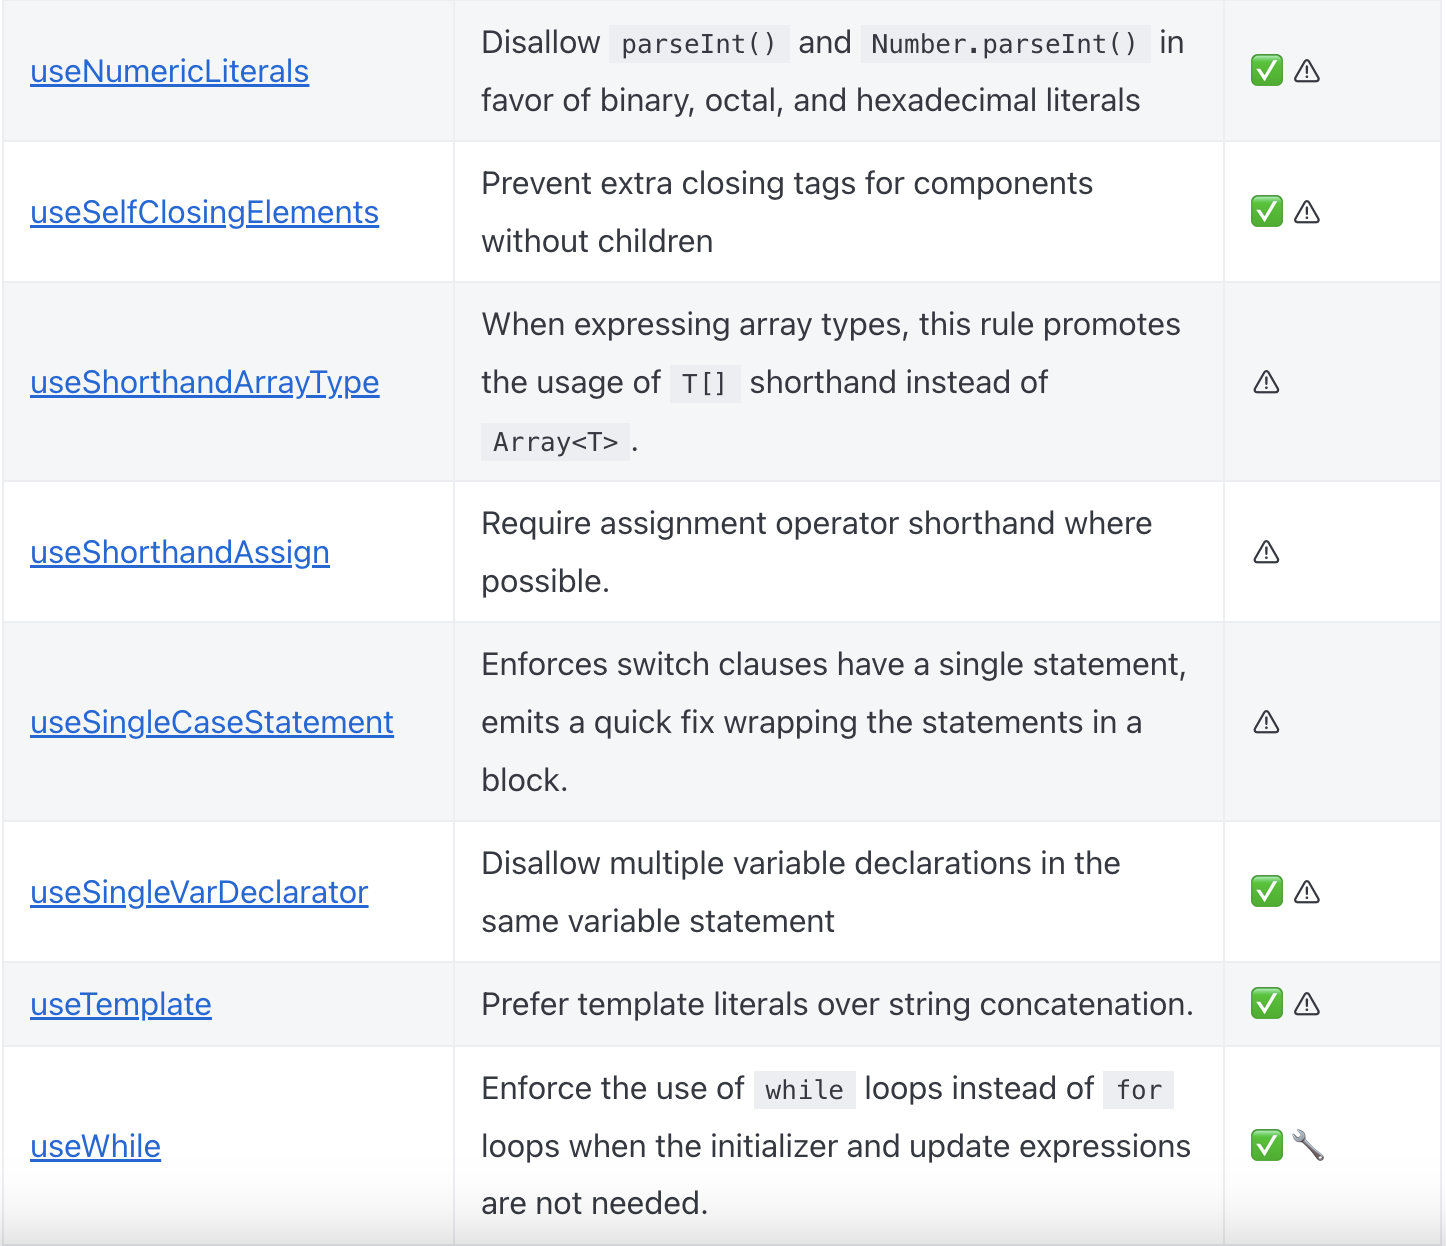 useNumericLiterals
Disallow parseInt() and Number.parseInt() in
favor of binary, octal, and hexadecimal literals
✅ ⚠
useSelfClosingElements
Prevent extra closing tags for components
without children
✅ ⚠
useShorthandArrayType
When expressing array types, this rule promotes
the usage of T[] shorthand instead of
Array<T>.
⚠
useShorthandAssign
Require assignment operator shorthand where
possible.
⚠
useSingleCaseStatement
Enforces switch clauses have a single statement,
emits a quick fix wrapping the statements in a
block.
⚠
useSingleVarDeclarator
Disallow multiple variable declarations in the
same variable statement
✅ ⚠
useTemplate
Prefer template literals over string concatenation.
✅ ⚠
useWhile
Enforce the use of while loops instead of for
loops when the initializer and update expressions
are not needed.
✅ 🔧